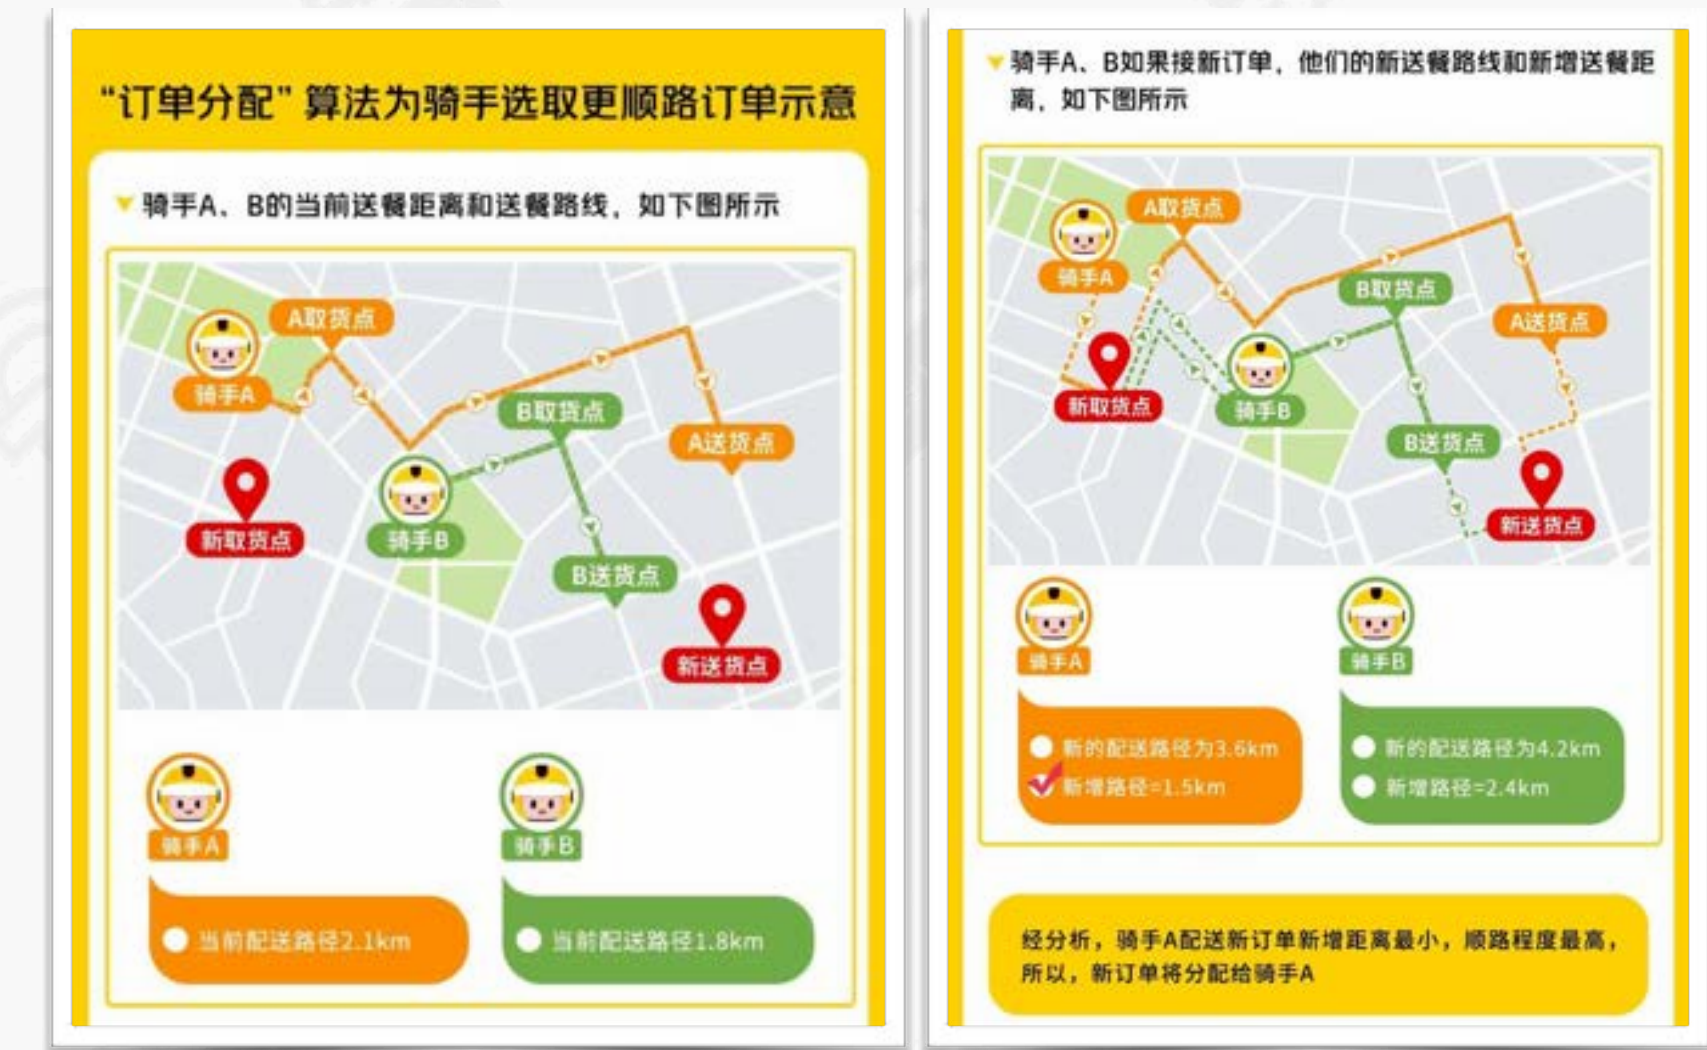 “订单分配”算法为骑手选取更顺路订单示意
骑手A、B的当前送餐距离和送餐路线，如下图所示
A取货点
骑手A
B取货点
A送货点
新取货点
骑手B
B送货点
新送货点
骑手A
骑手B
当前配送路径2.1km
当前配送路径1.8km
骑手A、B如果接新订单，他们的新送餐路线和新增送餐距
离，如下图所示
A取货点
骑手A
B取货点
A送货点
新取货点
骑手B
B送货点
新送货点
骑手A
骑手B
新的配送路径为3.6km
新增路径=1.5km
新的配送路径为4.2km
新增路径=2.4km
经分析，骑手A配送新订单新增距离最小，顺路程度最高，
所以，新订单将分配给骑手A